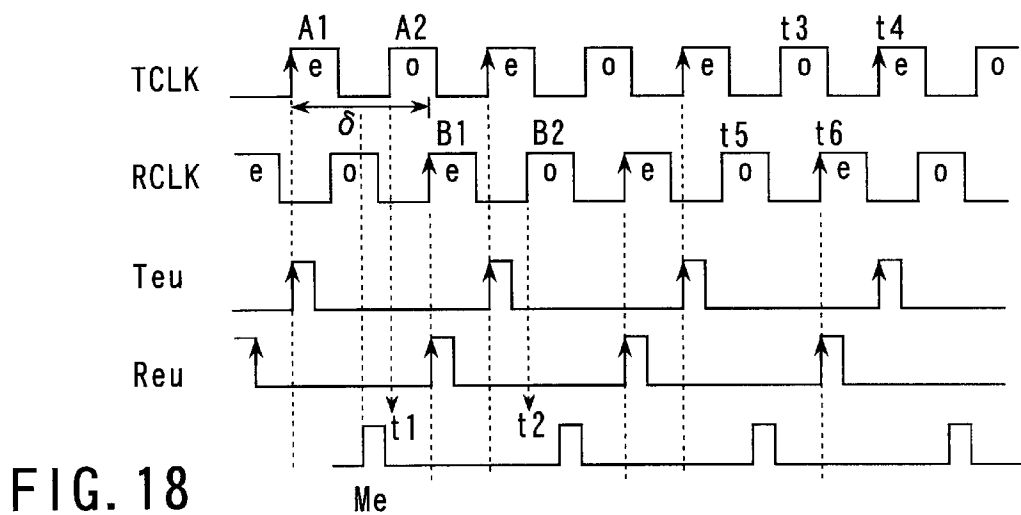 A1 A2 t3 t4
TCLK e o e o e o e o
δ
B1 B2 t5 t6
RCLK e o e o e o e o
Teu
Reu
t1 t2
Me
FIG. 18